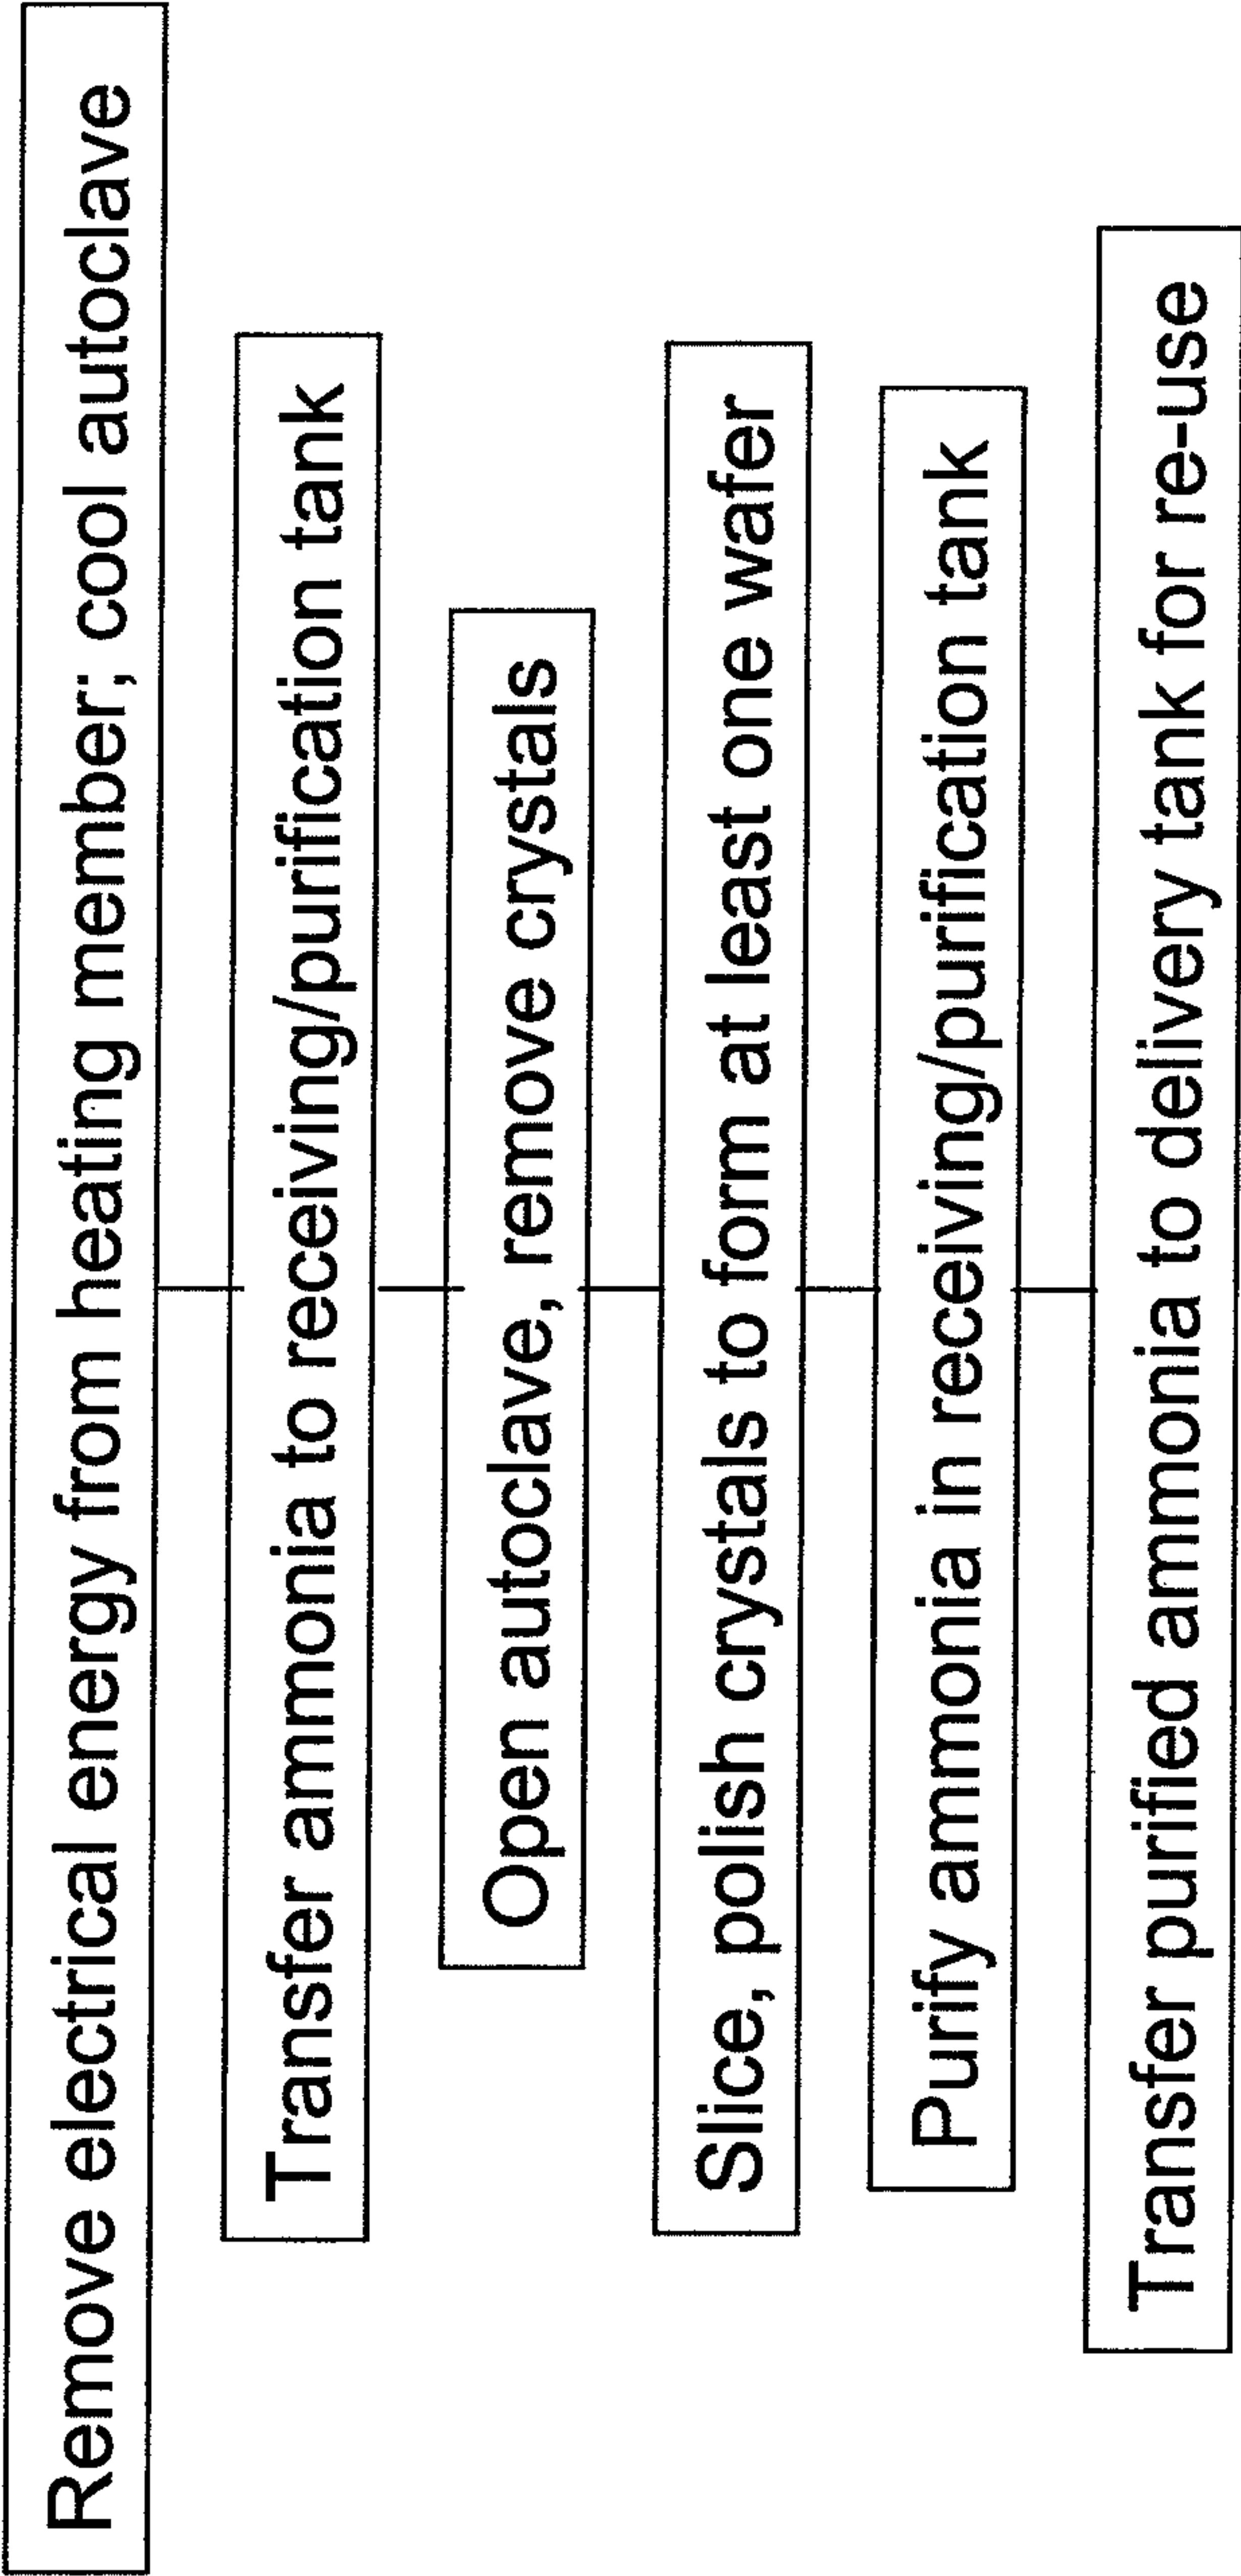 Remove electrical energy from heating member; cool autoclave
Transfer ammonia to receiving/purification tank
Open autoclave, remove crystals
Slice, polish crystals to form at least one wafer
Purify ammonia in receiving/purification tank
Transfer purified ammonia to delivery tank for re-use